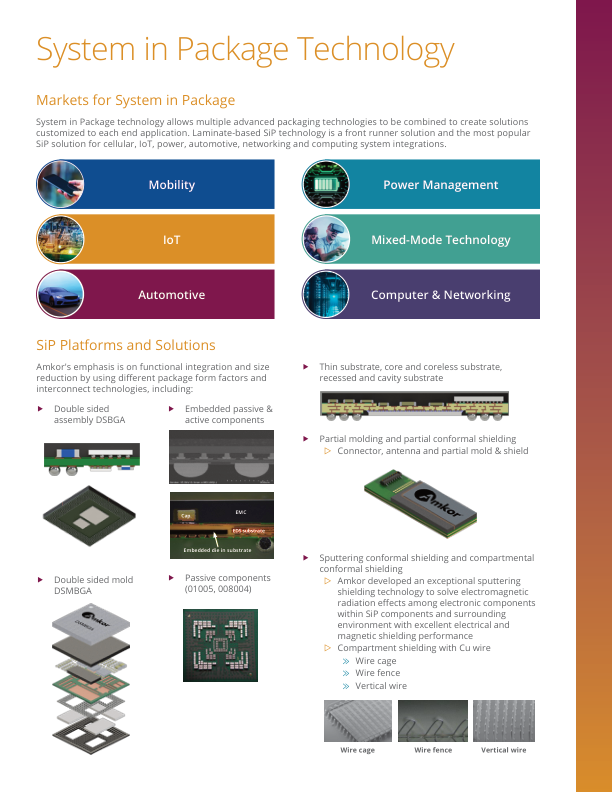 System in Package Technology
Markets for System in Package
System in Package technology allows multiple advanced packaging technologies to be combined to create solutions
customized to each end application. Laminate-based SiP technology is a front runner solution and the most popular
SiP solution for cellular, IoT, power, automotive, networking and computing system integrations.
Mobility
Power Management
IoT
Mixed-Mode Technology
Automotive
Computer & Networking
SiP Platforms and Solutions
Amkor's emphasis is on functional integration and size
reduction by using different package form factors and
interconnect technologies, including:
Double sided
assembly DSBGA
Embedded passive &
active components
Cap
EMC
EDS substrate
Embedded die in substrate
Double sided mold
DSMBGA
Amkor
Passive components
(01005, 008004)
Thin substrate, core and coreless substrate,
recessed and cavity substrate
Partial molding and partial conformal shielding
Connector, antenna and partial mold & shield
Amkor
Sputtering conformal shielding and compartmental
conformal shielding
Amkor developed an exceptional sputtering
shielding technology to solve electromagnetic
radiation effects among electronic components
within SiP components and surrounding
environment with excellent electrical and
magnetic shielding performance
Compartment shielding with Cu wire
Wire cage
Wire fence
Vertical wire
Wire cage
Wire fence
Vertical wire